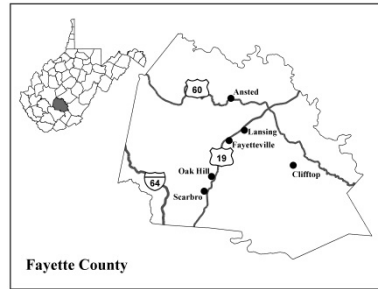 60
Ansted
Lansing
Fayetteville
19
Oak Hill
Clifftop
64
Scarbro
Fayette County